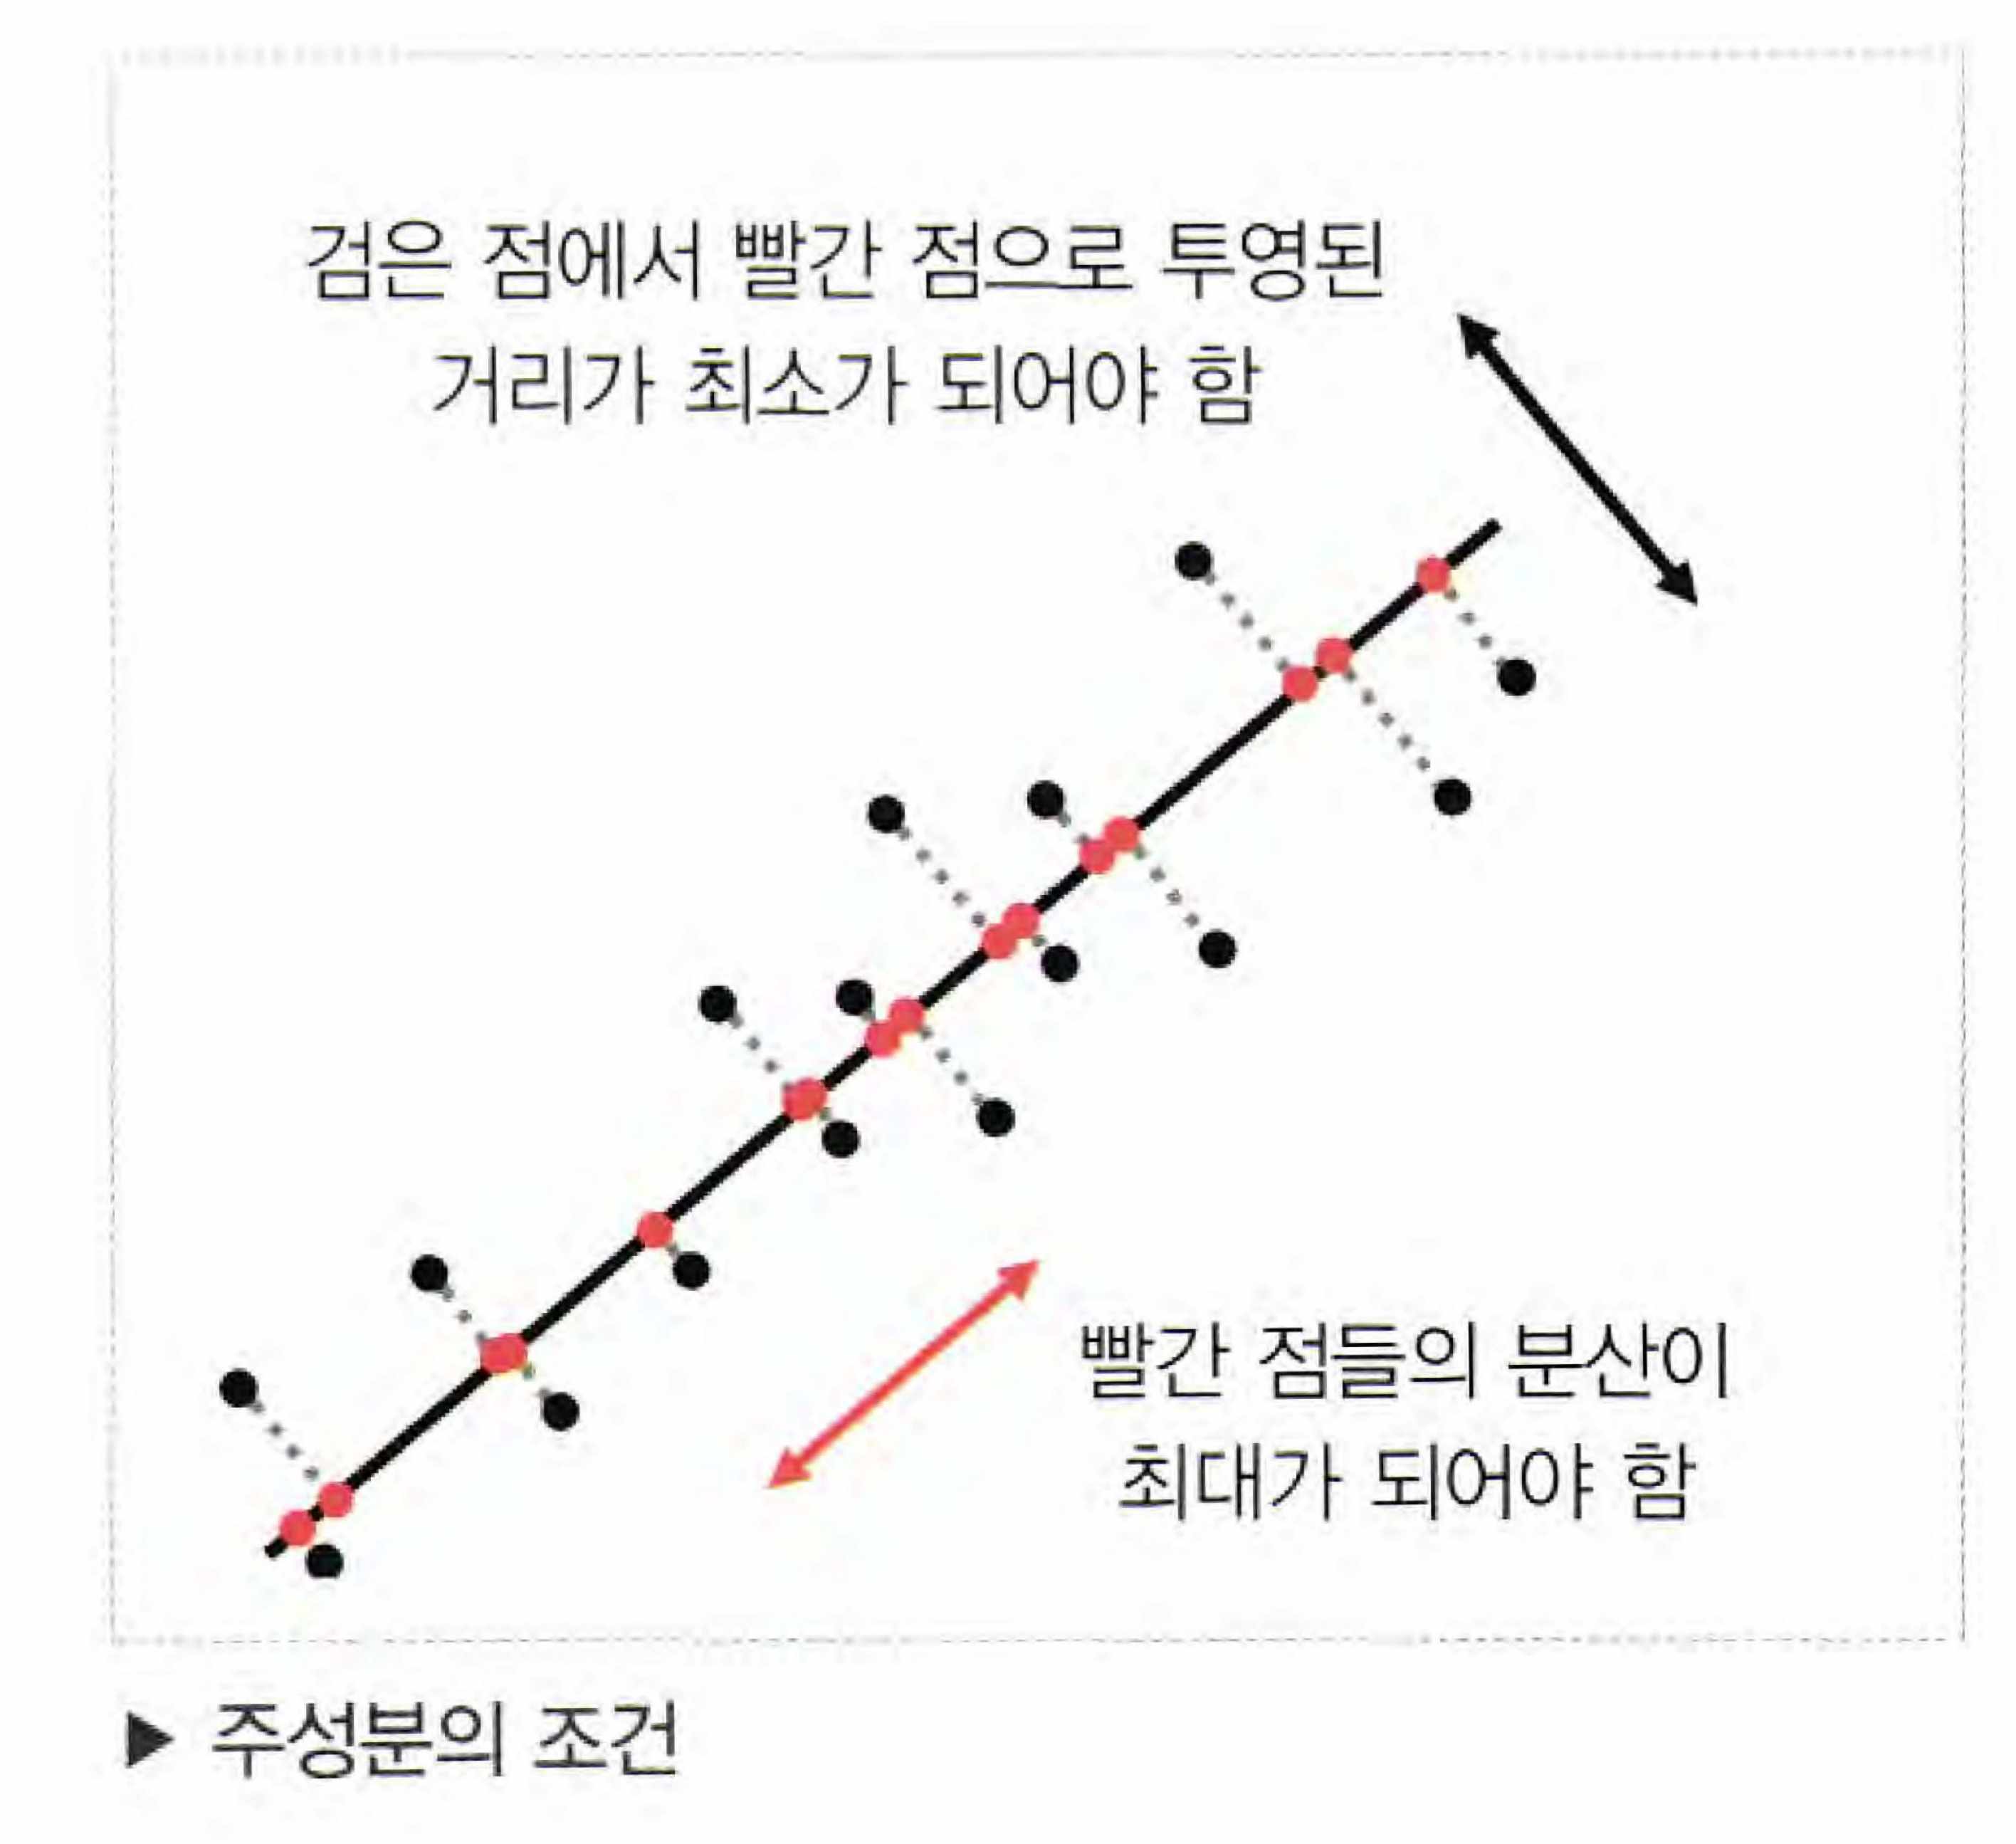 검은 점에서 빨간 점으로 투영된
거리가 최소가 되어야 함
빨간 점들의 분산이
최대가 되어야 함
▶ 주성분의 조건